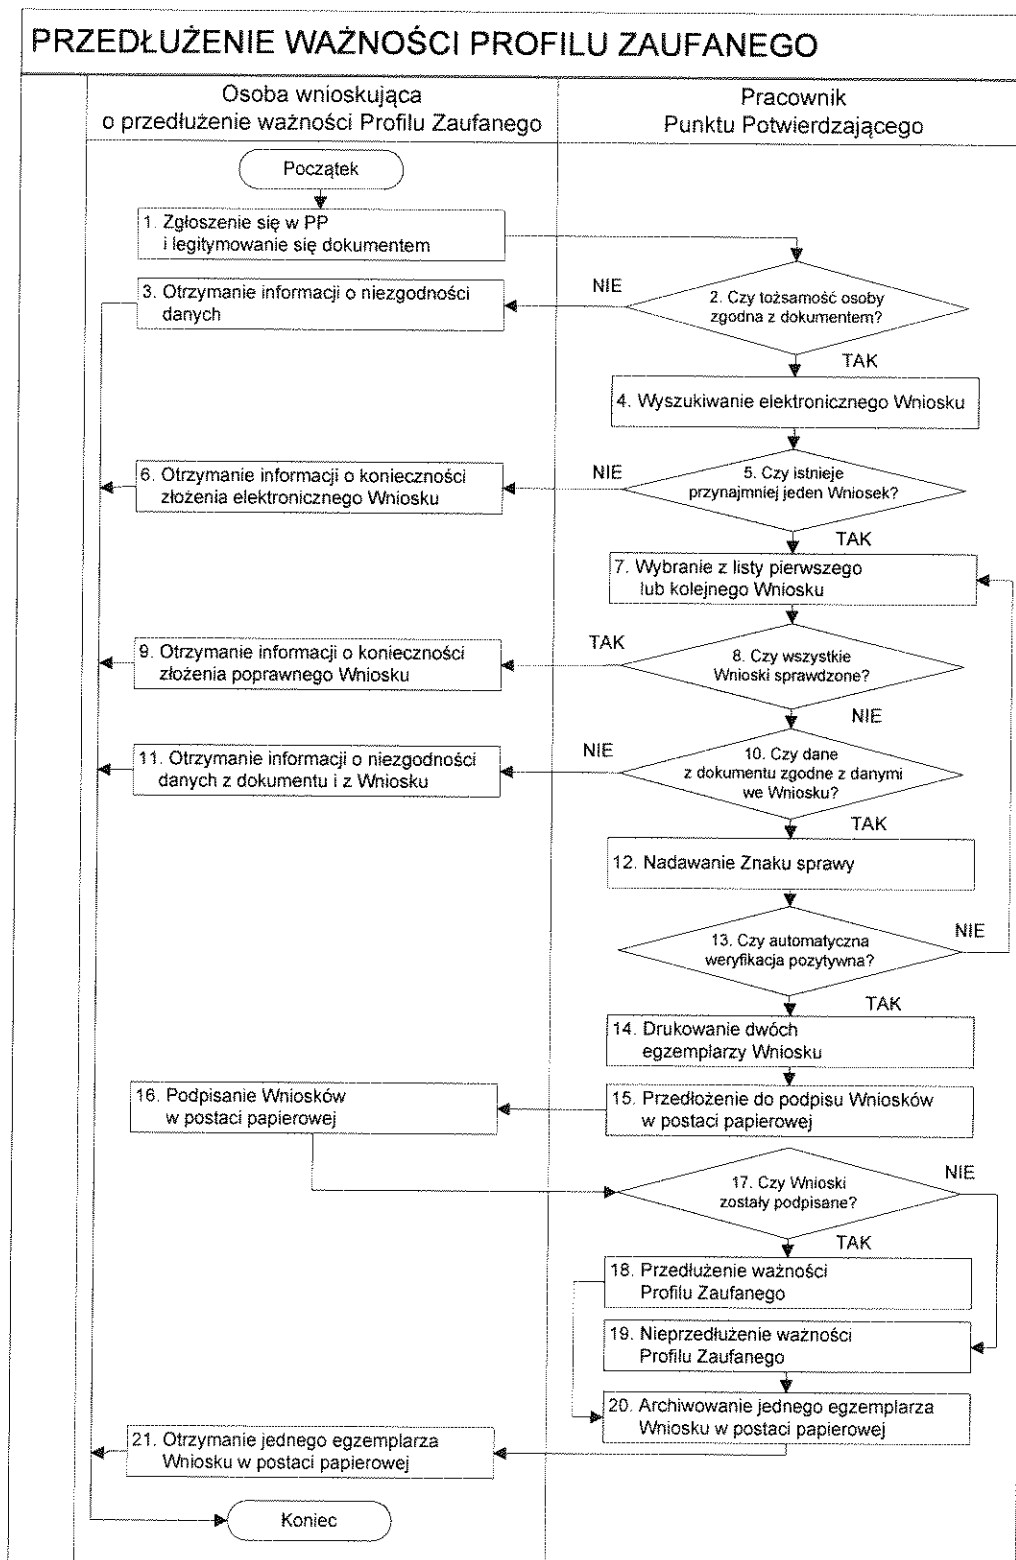 PRZEDŁUŻENIE WAŻNOŚCI PROFILU ZAUFANEGO
Osoba wnioskująca
o przedłużenie ważności Profilu Zaufanego
Pracownik
Punktu Potwierdzającego
Początek
1. Zgłoszenie się w PP
i legitymowanie się dokumentem
2. Czy tożsamość osoby
zgodna z dokumentem?
NIE
3. Otrzymanie informacji o niezgodności
danych
TAK
4. Wyszukiwanie elektronicznego Wniosku
5. Czy istnieje
przynajmniej jeden Wniosek?
NIE
6. Otrzymanie informacji o konieczności
złożenia elektronicznego Wniosku
TAK
7. Wybranie z listy pierwszego
lub kolejnego Wniosku
8. Czy wszystkie
Wnioski sprawdzone?
TAK
9. Otrzymanie informacji o konieczności
złożenia poprawnego Wniosku
NIE
10. Czy dane
z dokumentu zgodne z danymi
we Wniosku?
NIE
11. Otrzymanie informacji o niezgodności
danych z dokumentu i z Wniosku
TAK
12. Nadawanie Znaku sprawy
13. Czy automatyczna
weryfikacja pozytywna?
NIE
TAK
14. Drukowanie dwóch
egzemplarzy Wniosku
15. Przedłożenie do podpisu Wniosków
w postaci papierowej
16. Podpisanie Wniosków
w postaci papierowej
17. Czy Wnioski
zostały podpisane?
NIE
TAK
18. Przedłużenie ważności
Profilu Zaufanego
19. Nieprzedłużenie ważności
Profilu Zaufanego
20. Archiwowanie jednego egzemplarza
Wniosku w postaci papierowej
21. Otrzymanie jednego egzemplarza
Wniosku w postaci papierowej
Koniec